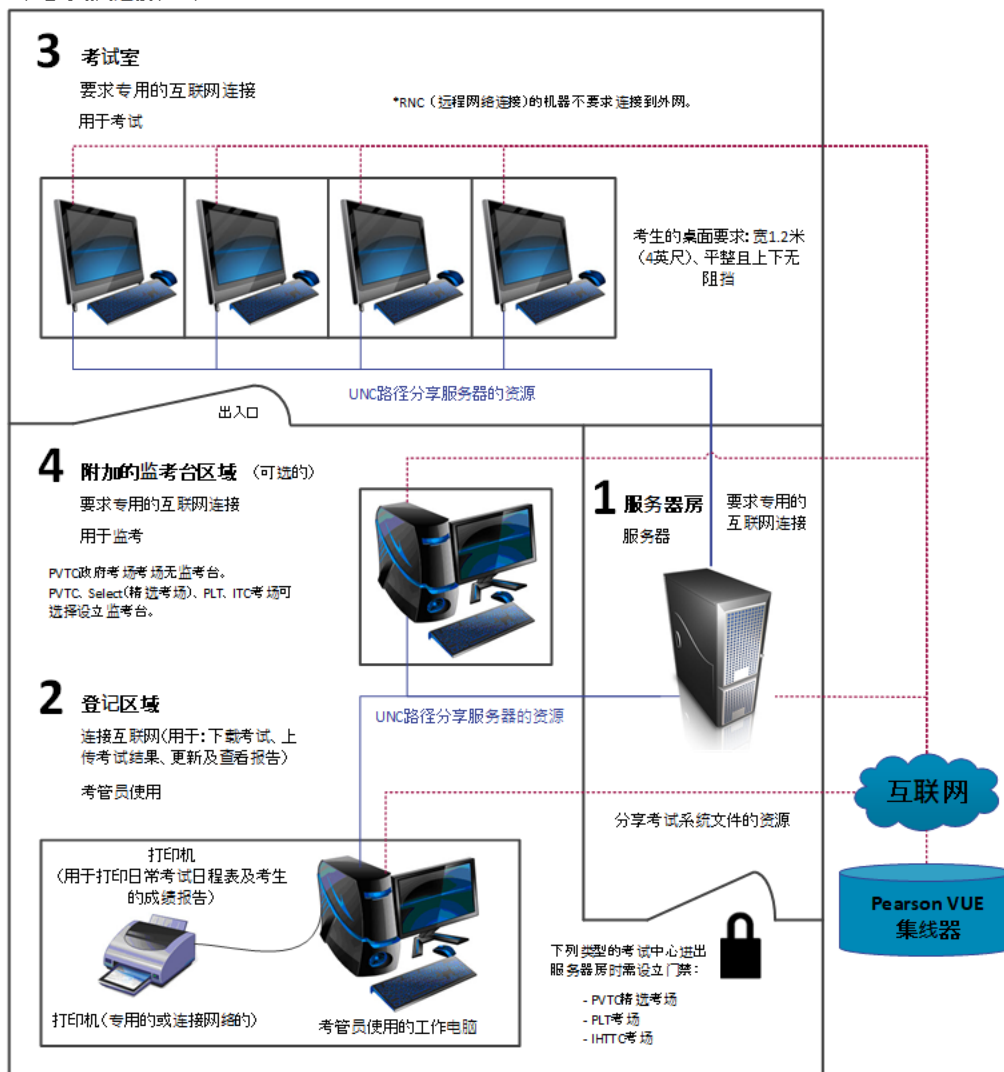 3 考试室
要求专用的互联网连接
用于考试
*RNC（远程网络连接)的机器不要求连接到外网。
考生的桌面要求: 宽1.2米
(4英尺)、平整且上下无
阻挡
UNC路径分享服务器的资源
出入口
4 附加的监考台区域 （可选的）
要求专用的互联网连接
用于监考
PVTC政府考场考场无监考台。
PVTC、Select(精选考场)、PLT、ITC考场可
选择设立监考台。
1 服务器房
服务器
要求专用的
互联网连接
2 登记区域
连接互联网(用于: 下载考试、上
传考试结果、更新及查看报告)
考管员使用
UNC路径分享服务器的资源
分享考试系统文件的资源
互联网
Pearson VUE
集线器
打印机
(用于打印日常考试日程表及考生
的成绩报告)
打印机(专用的或连接网络的)
考管员使用的工作电脑
下列类型的考试中心进出
服务器房时需设立门禁：
- PVTC精选考场
- PLT考场
- IHTTC考场